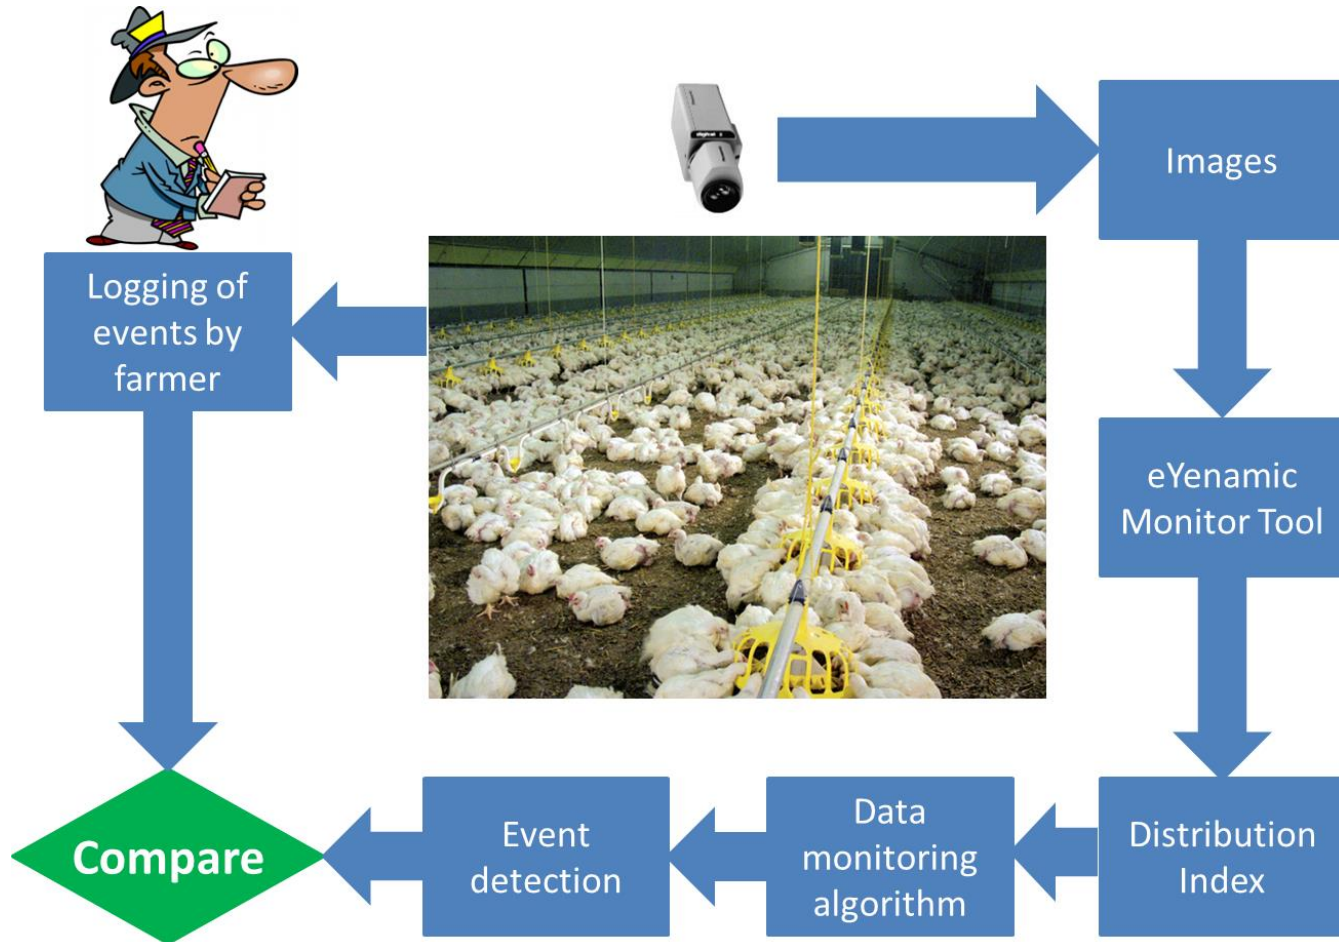 Images
Logging of
events by
farmer
eYenamic
Monitor Tool
Compare
Event
detection
Data
monitoring
algorithm
Distribution
Index